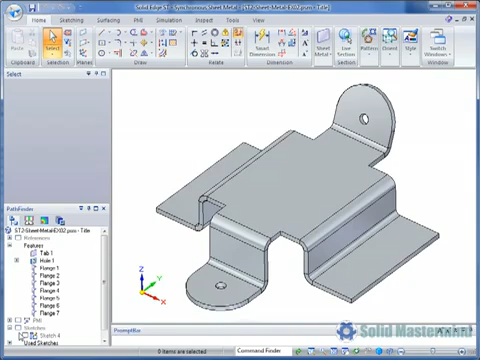 Solid Edge ST - Synchronous Sheet Metal - [ST2-Sheet-Metal-EX02.psm - Title]
Home Sketching Surfacing PMI Simulation Inspect Tools View
Paste Select Smart Dimension Sheet Metal Live Section Pattern Orient Style Switch Windows
Clipboard Selection Planes Draw Relate Dimension Window
Select
PathFinder
ST2-Sheet-Metal-EX02.psm - Title
References
Features
Tab 1
Hole 1
Flange 1
Flange 2
Flange 3
Flange 4
Flange 5
Flange 6
Flange 7
PMI
Sketches
Sketch 4
Used Sketches
Z
Y
X
PromptBar
0 items are selected
Command Finder
Solid Mastermind